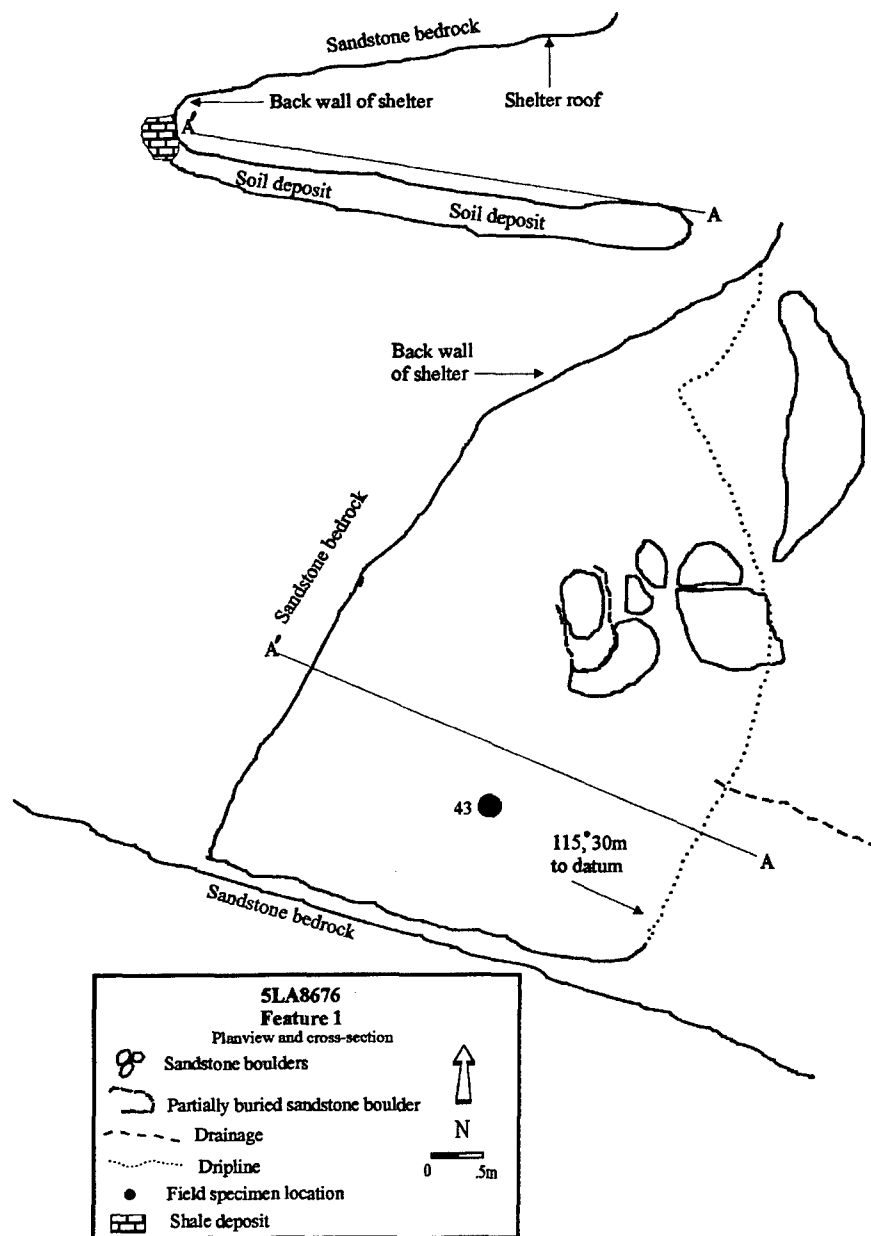 Sandstone bedrock
Back wall of shelter
Shelter roof
A'
Soil deposit
Soil deposit
A
Back wall
of shelter
Sandstone bedrock
A'
43
115,°30m
to datum
A
Sandstone bedrock
5LA8676
Feature 1
Planview and cross-section
Sandstone boulders
Partially buried sandstone boulder
Drainage
Dripline
Field specimen location
Shale deposit
N
0 .5m